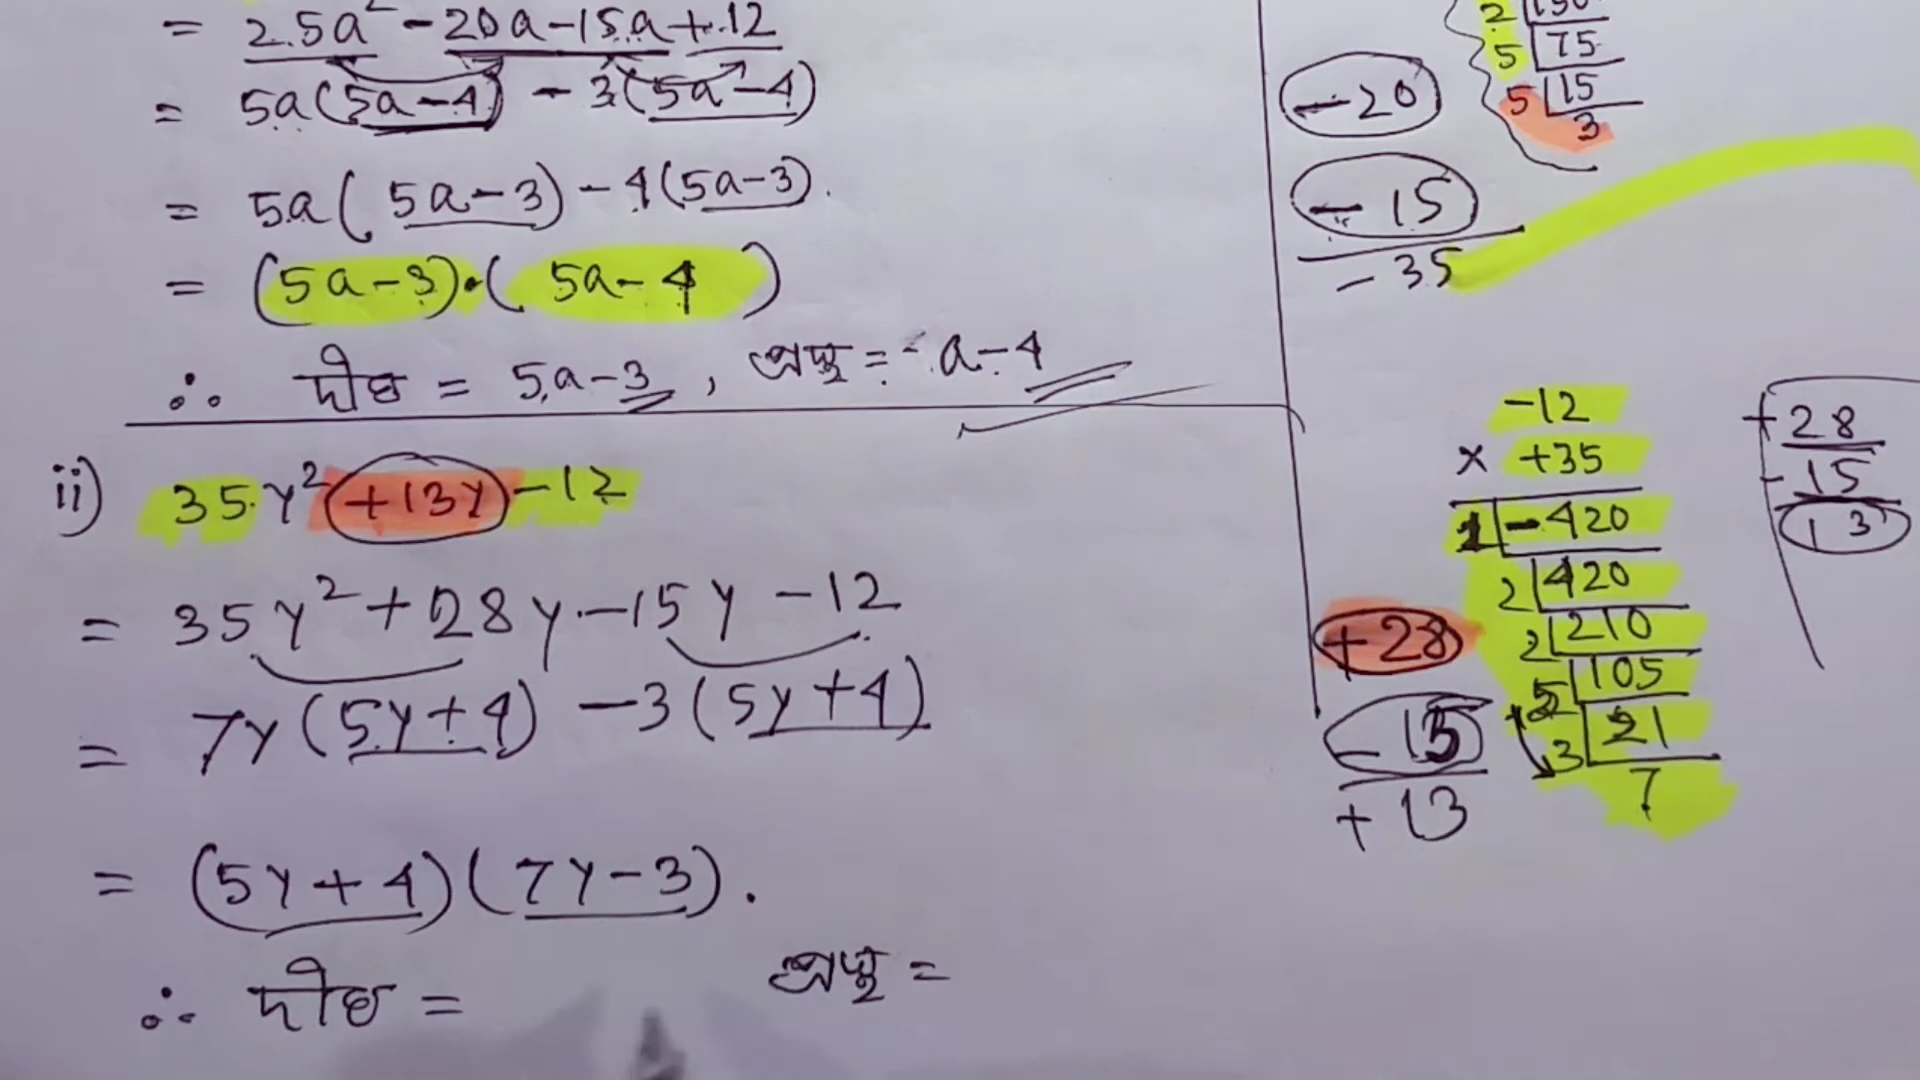 = 25a² - 20a - 15a + 12
= 5a(5a-4) - 3(5a-4)
= 5a(5a-3) - 4(5a-3).
= (5a-3)·(5a-4)
∴ দীঘ = 5a-3, প্ৰস্থ = a-4
ii) 35y² +13y -12
= 35y² + 28y - 15y - 12
= 7y(5y+4) - 3(5y+4)
= (5y+4)(7y-3).
∴ দীঘ = প্ৰস্থ =
2 150
5 75
5 15
3
-20
-15
-35
-12
× +35
1 -420
2 420
2 210
5 105
3 21
7
+28
-15
+13
+28
-15
13